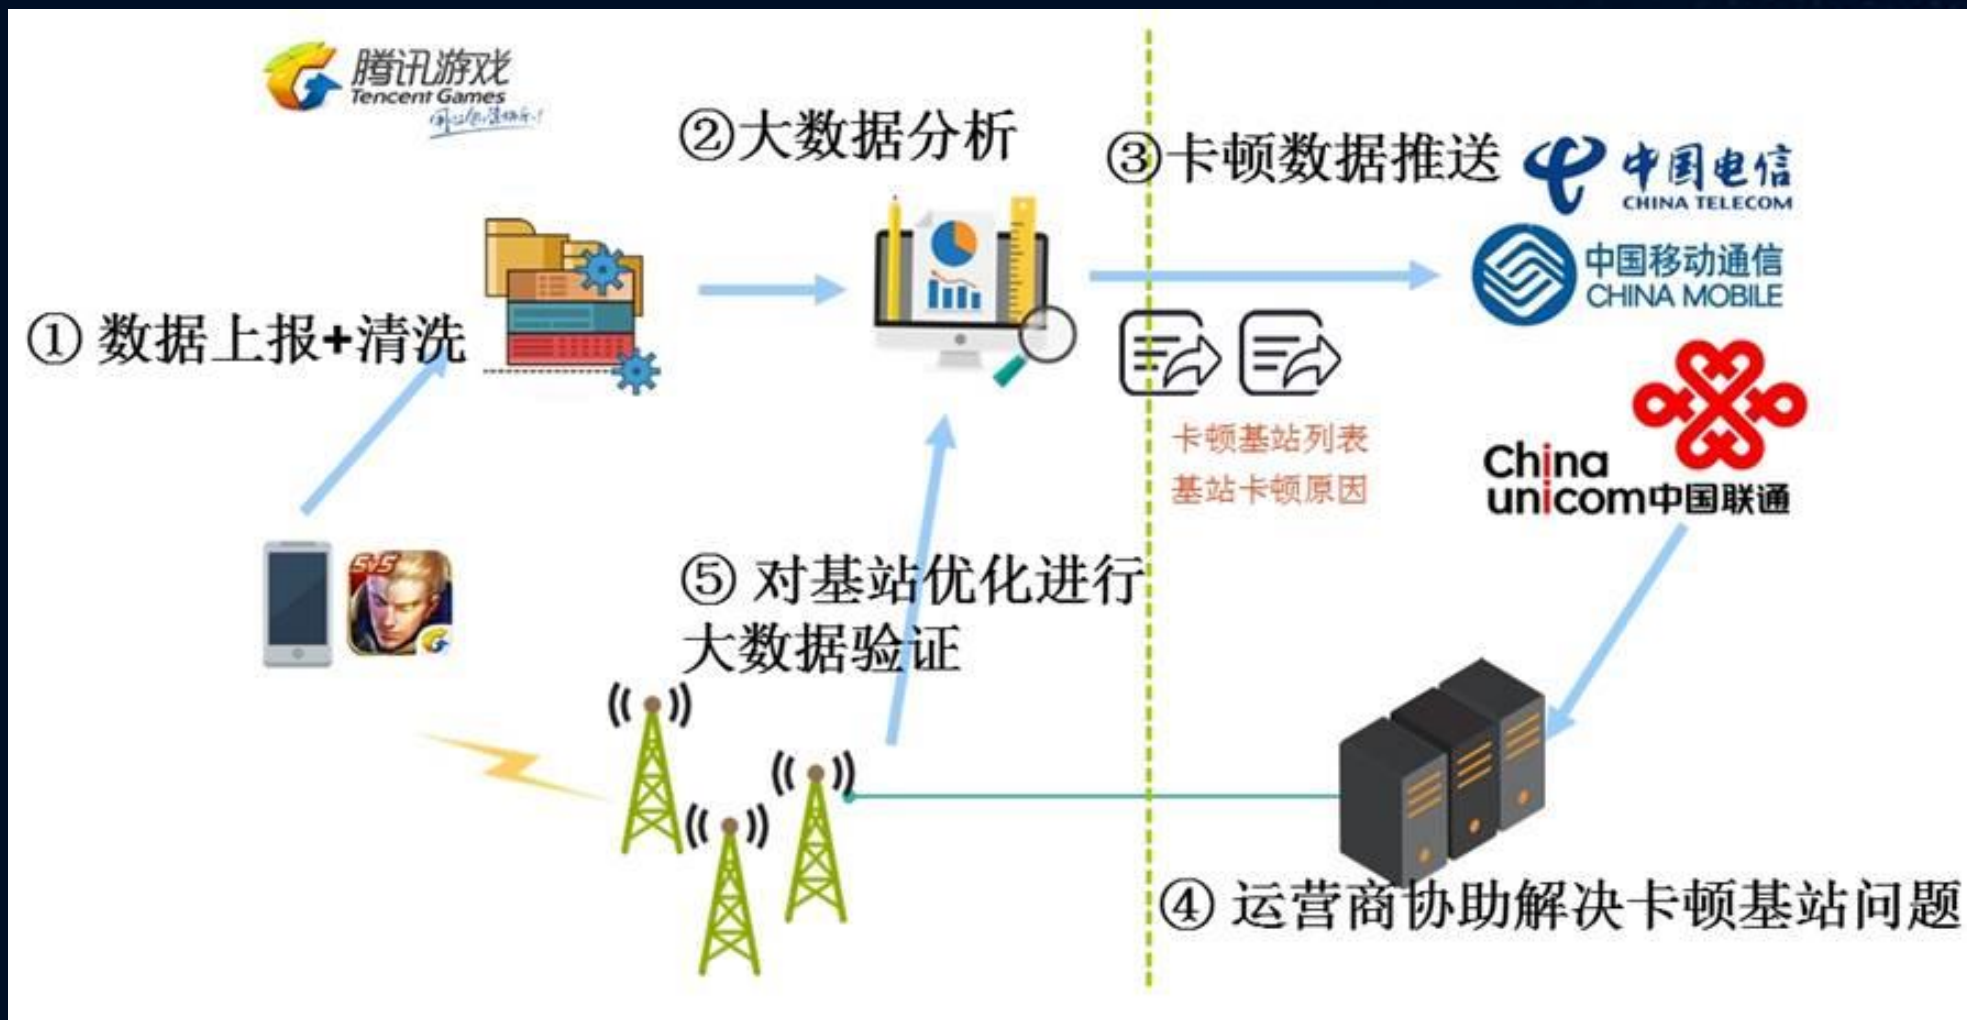 腾讯游戏
Tencent Games
②大数据分析
③卡顿数据推送
中国电信
CHINA TELECOM
中国移动通信
CHINA MOBILE
① 数据上报+清洗
卡顿基站列表
基站卡顿原因
China
unicom中国联通
5v5
⑤ 对基站优化进行
大数据验证
④ 运营商协助解决卡顿基站问题